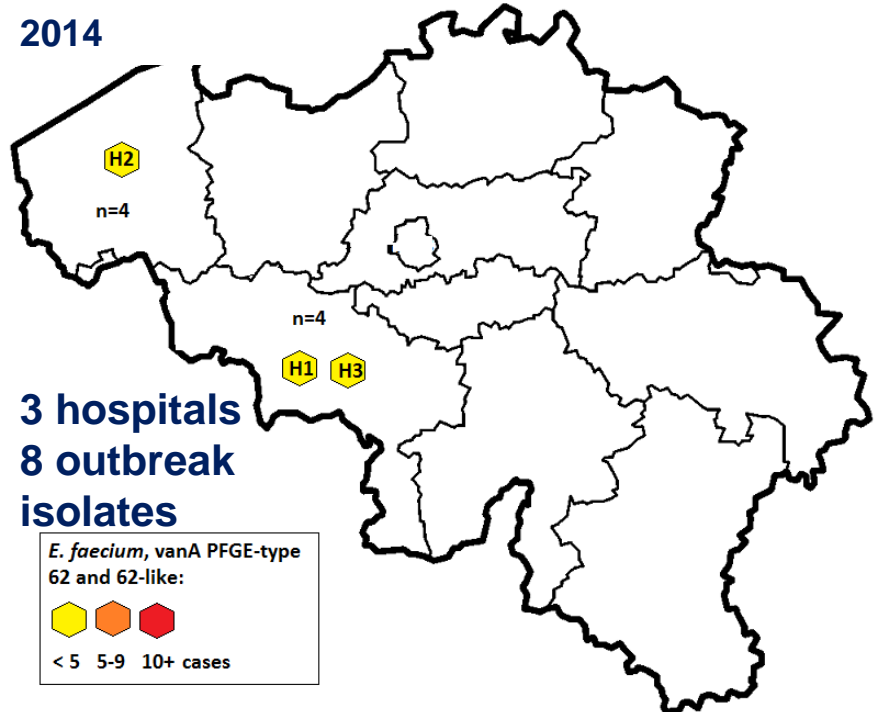 2014
H2
n=4
n=4
H1 H3
3 hospitals
8 outbreak
isolates
E. faecium, vanA PFGE-type
62 and 62-like:
< 5 5-9 10+ cases